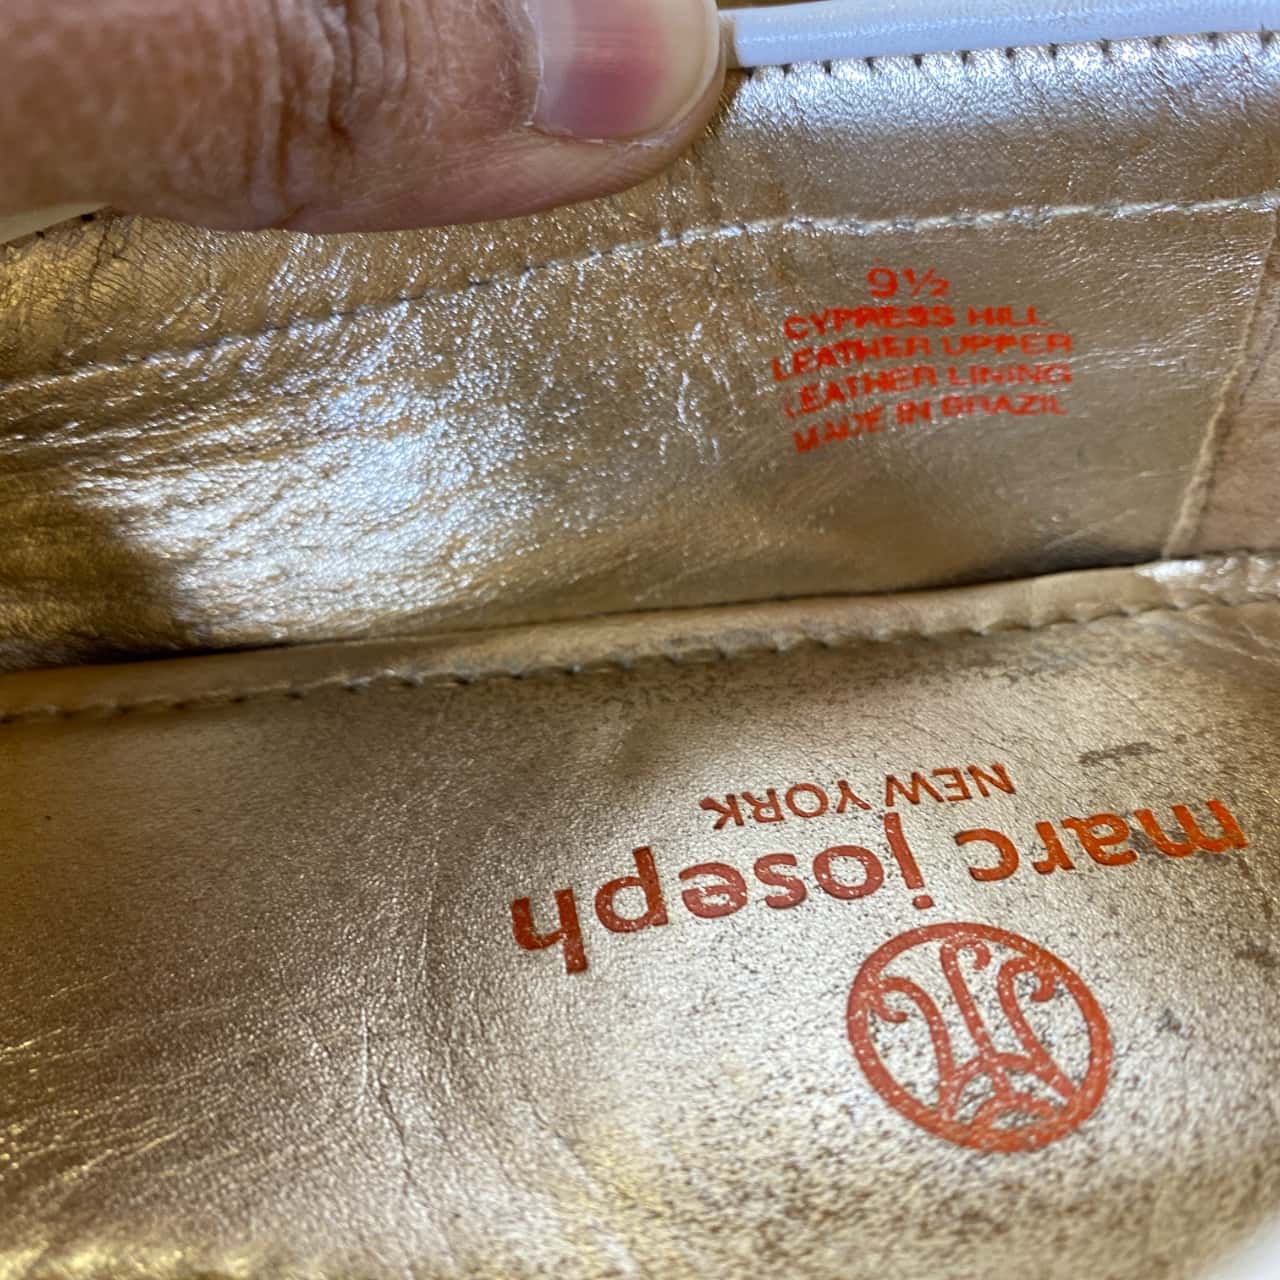 9½
CYPRESS HILL
LEATHER UPPER
LEATHER LINING
MADE IN BRAZIL
marc joseph
NEW YORK